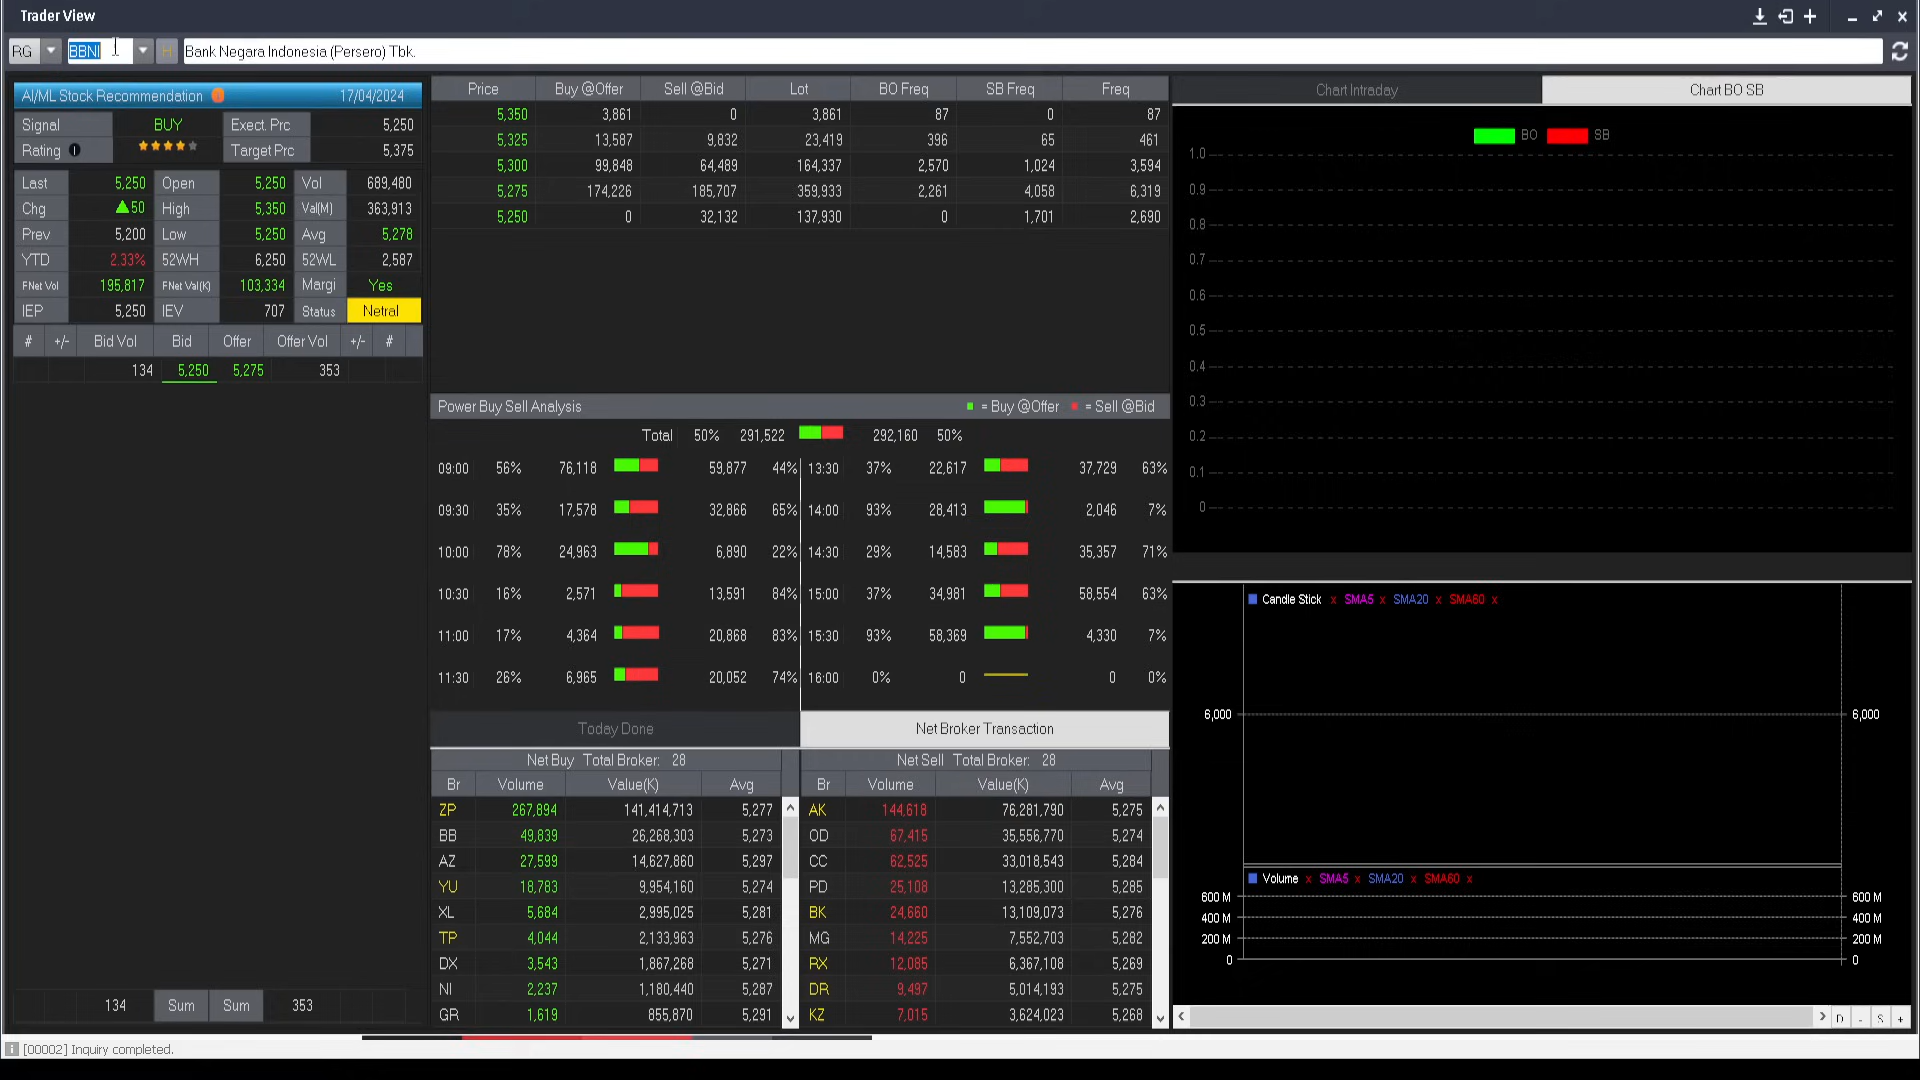 Trader View
RG BBNI H Bank Negara Indonesia (Persero) Tbk.
AI/ML Stock Recommendation 17/04/2024
Signal BUY Exect. Prc 5,250
Rating Target Prc 5,375
Last 5,250 Open 5,250 Vol 689,480
Chg 50 High 5,350 Val(M) 363,913
Prev 5,200 Low 5,250 Avg 5,278
YTD 2.33% 52WH 6,250 52WL 2,587
FNet Vol 195,817 FNet Val(K) 103,334 Margi Yes
IEP 5,250 IEV 707 Status Netral
# +/- Bid Vol Bid Offer Offer Vol +/- #
134 5,250 5,275 353
134 Sum Sum 353
Price Buy @Offer Sell @Bid Lot BO Freq SB Freq Freq
5,350 3,861 0 3,861 87 0 87
5,325 13,587 9,832 23,419 396 65 461
5,300 99,848 64,489 164,337 2,570 1,024 3,594
5,275 174,226 185,707 359,933 2,261 4,058 6,319
5,250 0 32,132 137,930 0 1,701 2,690
Power Buy Sell Analysis = Buy @Offer = Sell @Bid
Total 50% 291,522 292,160 50%
09:00 56% 76,118 59,877 44% 13:30 37% 22,617 37,729 63%
09:30 35% 17,578 32,866 65% 14:00 93% 28,413 2,046 7%
10:00 78% 24,963 6,890 22% 14:30 29% 14,583 35,357 71%
10:30 16% 2,571 13,591 84% 15:00 37% 34,981 58,554 63%
11:00 17% 4,364 20,868 83% 15:30 93% 58,369 4,330 7%
11:30 26% 6,965 20,052 74% 16:00 0% 0 0 0%
Today Done Net Broker Transaction
Net Buy Total Broker: 28 Net Sell Total Broker: 28
Br Volume Value(K) Avg Br Volume Value(K) Avg
ZP 267,894 141,414,713 5,277 AK 144,618 76,281,790 5,275
BB 49,839 26,268,303 5,273 OD 67,415 35,556,770 5,274
AZ 27,599 14,627,860 5,297 CC 62,525 33,018,543 5,284
YU 18,783 9,954,160 5,274 PD 25,108 13,285,300 5,285
XL 5,684 2,995,025 5,281 BK 24,660 13,109,073 5,276
TP 4,044 2,133,963 5,276 MG 14,225 7,552,703 5,282
DX 3,543 1,867,268 5,271 RX 12,085 6,367,108 5,269
NI 2,237 1,180,440 5,287 DR 9,497 5,014,193 5,275
GR 1,619 855,870 5,291 KZ 7,015 3,624,023 5,268
Chart Intraday Chart BO SB
BO SB
1.0
0.9
0.8
0.7
0.6
0.5
0.4
0.3
0.2
0.1
0
Candle Stick x SMA5 x SMA20 x SMA60 x
6,000 6,000
Volume x SMA5 x SMA20 x SMA60 x
600 M 600 M
400 M 400 M
200 M 200 M
0 0
D - S +
[00002] Inquiry completed.